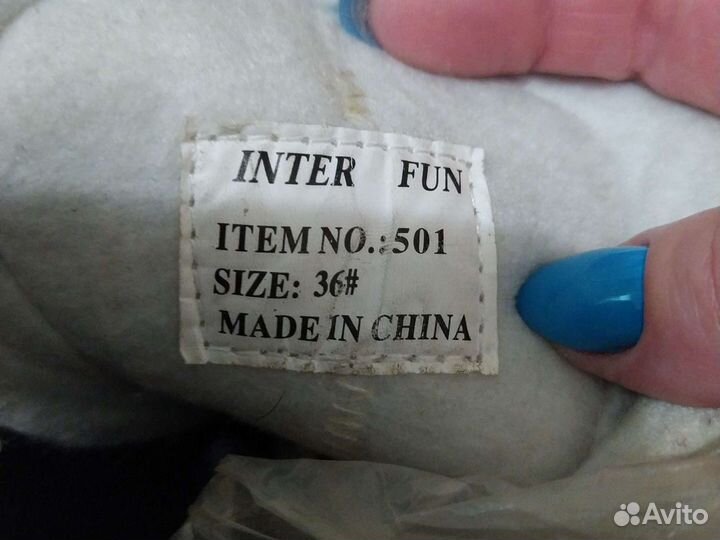 INTER FUN
ITEM NO.: 501
SIZE: 36#
MADE IN CHINA
Avito